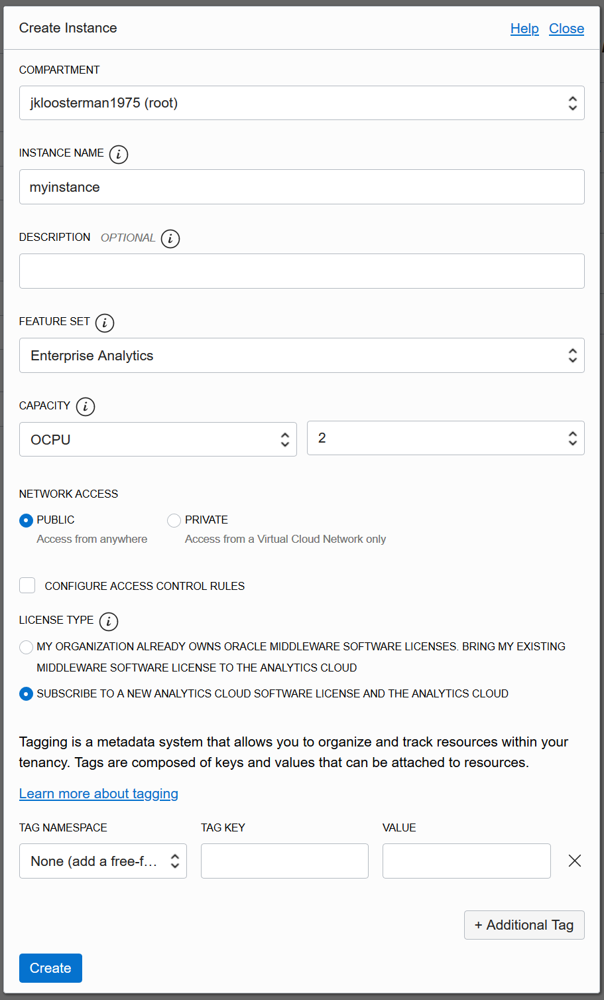 Create Instance
Help Close
COMPARTMENT
jkloosterman1975 (root)
INSTANCE NAME i
myinstance
DESCRIPTION OPTIONAL i
FEATURE SET i
Enterprise Analytics
CAPACITY i
OCPU 2
NETWORK ACCESS
PUBLIC PRIVATE
Access from anywhere Access from a Virtual Cloud Network only
CONFIGURE ACCESS CONTROL RULES
LICENSE TYPE i
MY ORGANIZATION ALREADY OWNS ORACLE MIDDLEWARE SOFTWARE LICENSES. BRING MY EXISTING
MIDDLEWARE SOFTWARE LICENSE TO THE ANALYTICS CLOUD
SUBSCRIBE TO A NEW ANALYTICS CLOUD SOFTWARE LICENSE AND THE ANALYTICS CLOUD
Tagging is a metadata system that allows you to organize and track resources within your
tenancy. Tags are composed of keys and values that can be attached to resources.
Learn more about tagging
TAG NAMESPACE TAG KEY VALUE
None (add a free-f...
+ Additional Tag
Create